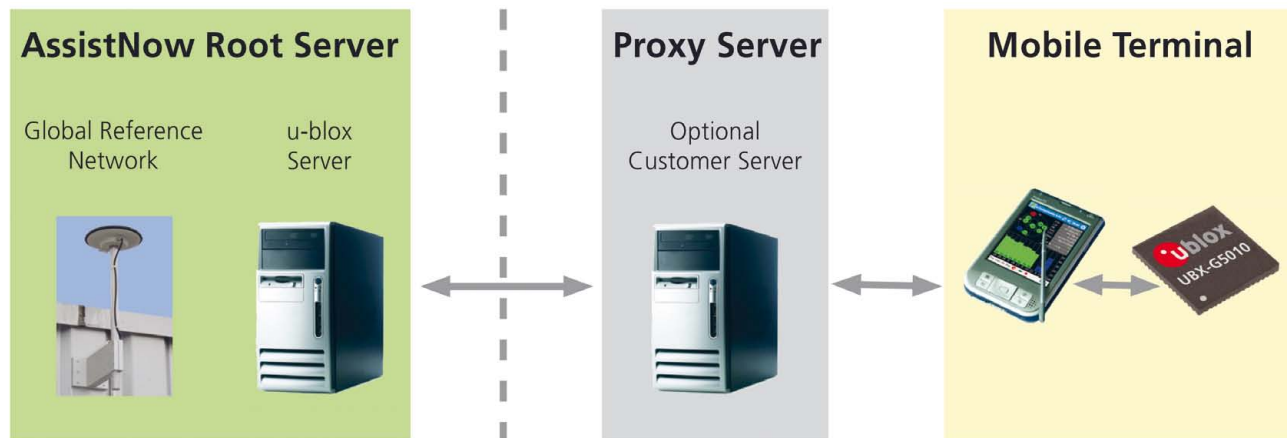 AssistNow Root Server
Global Reference
Network
u-blox
Server
Proxy Server
Optional
Customer Server
Mobile Terminal
ublox
UBX-G5010